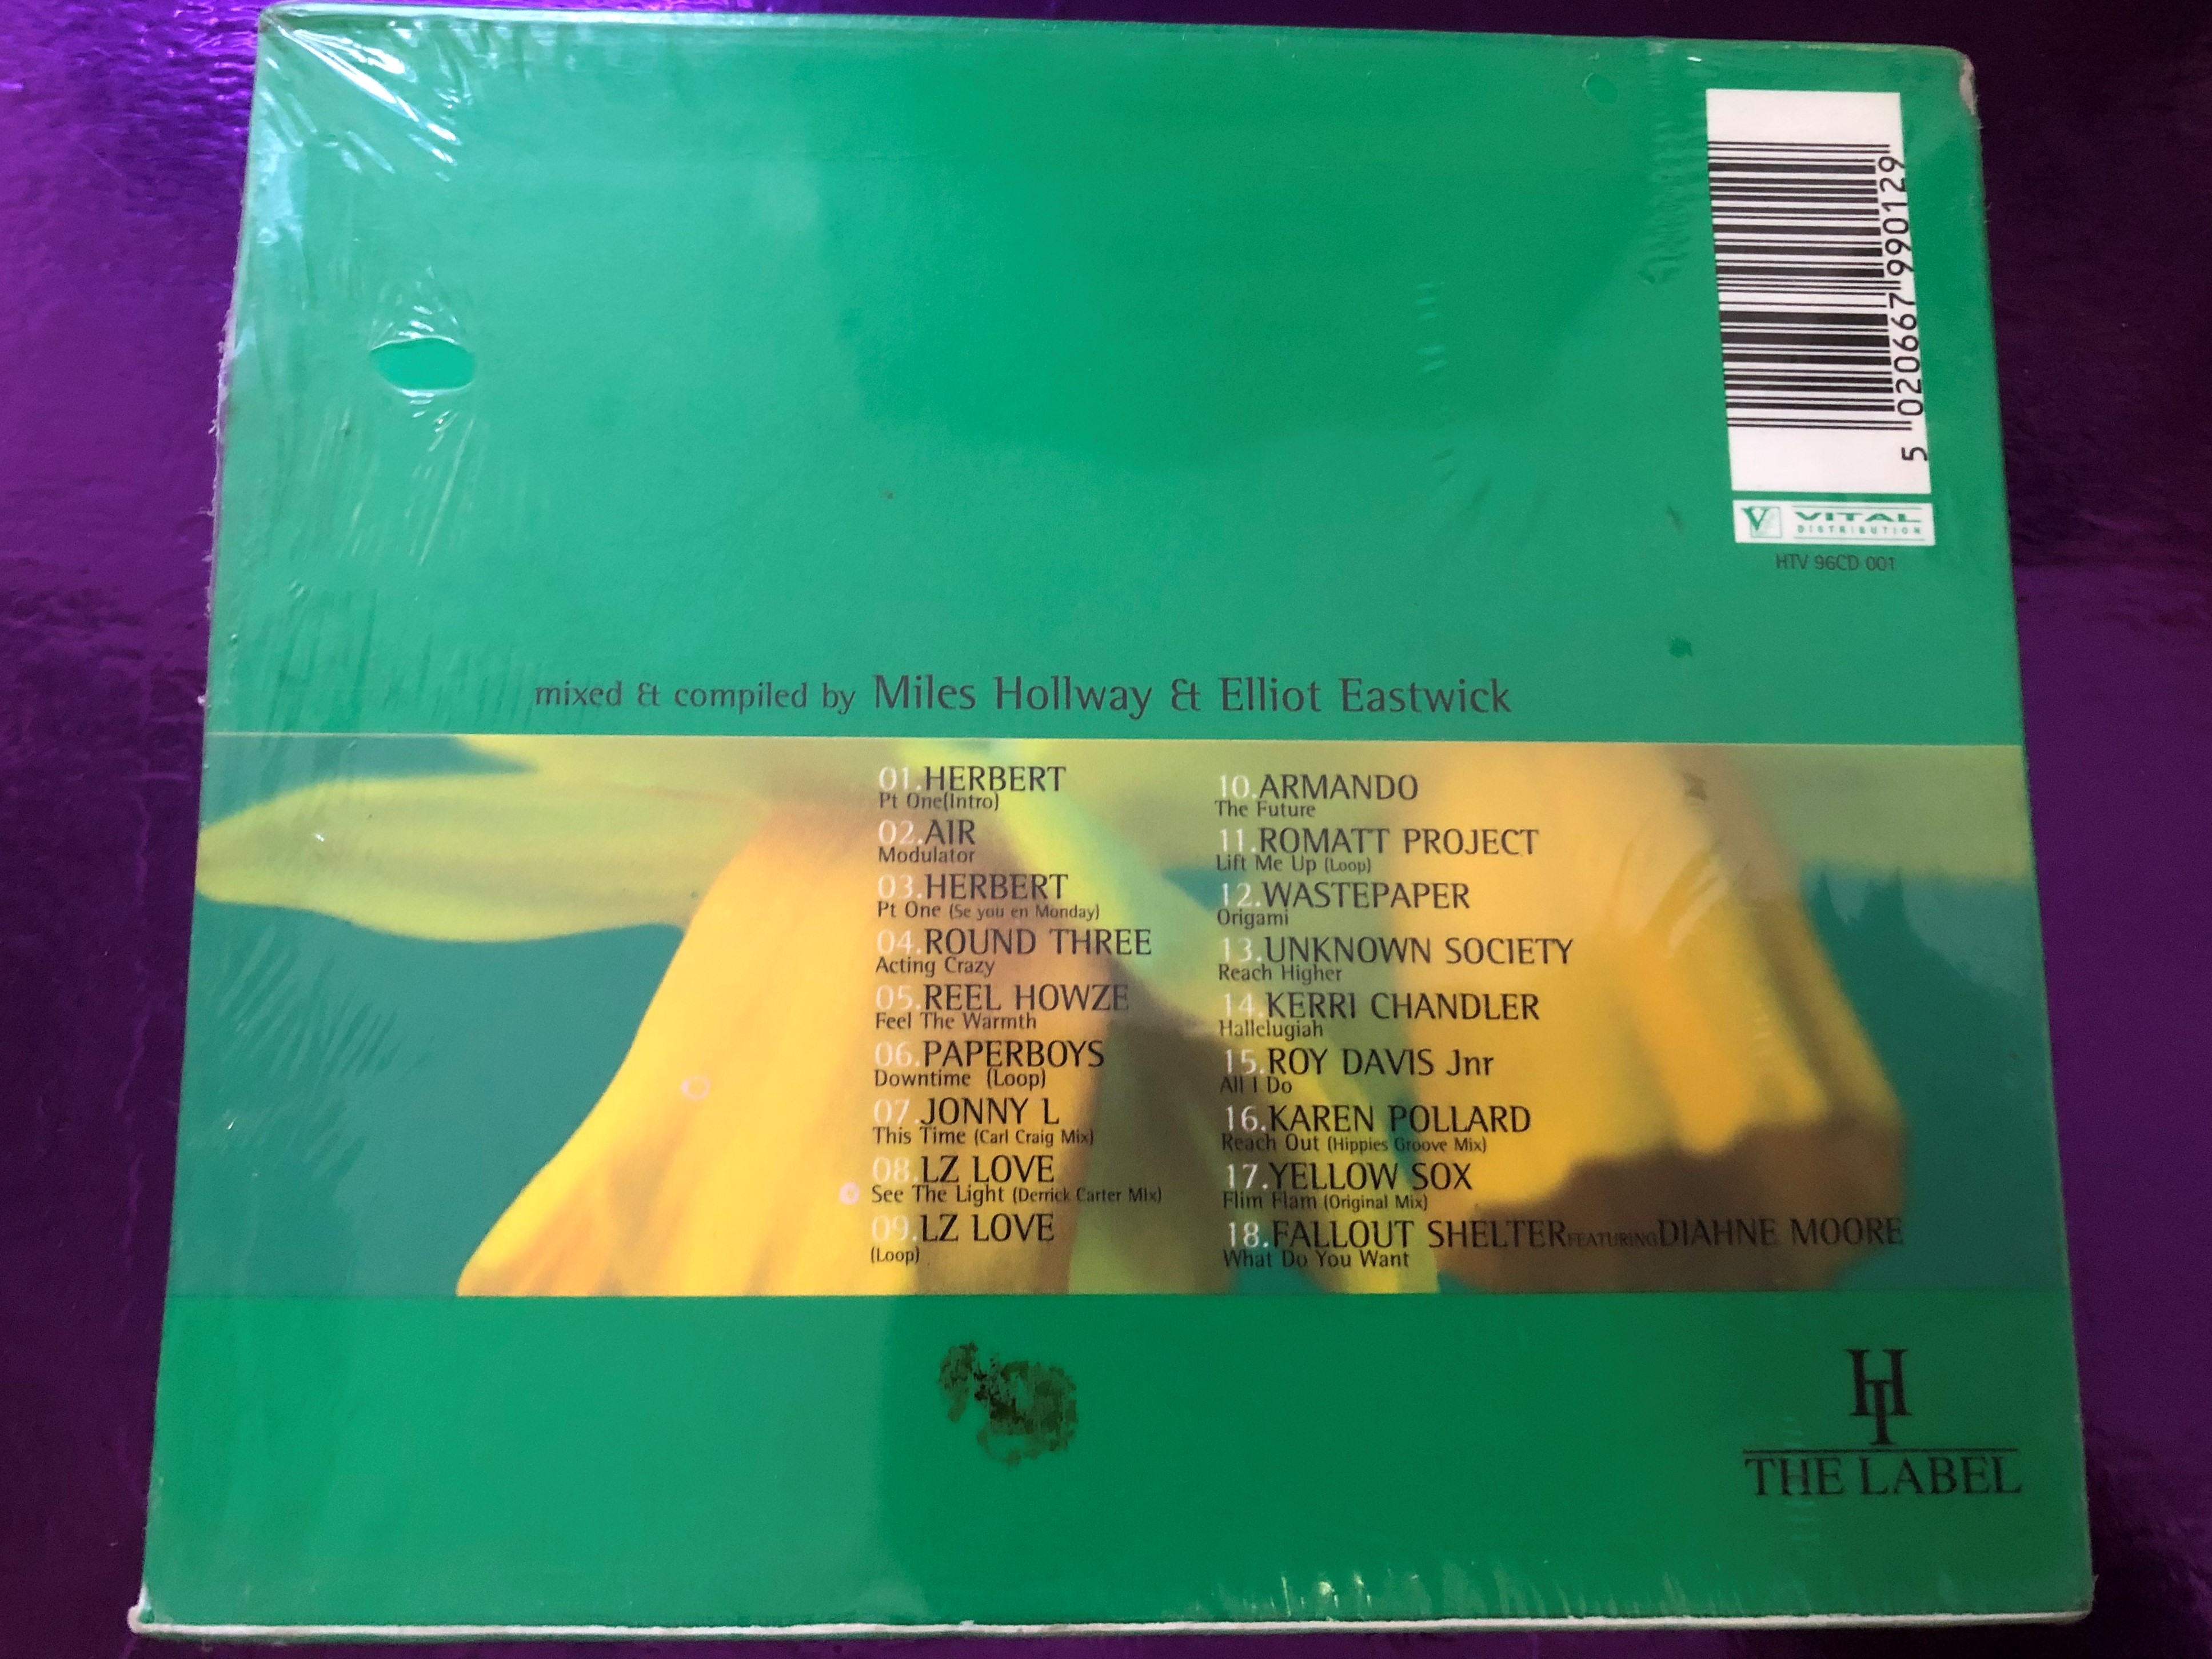 5 020667 990129
VITAL
DISTRIBUTION
HTV 96CD 001
mixed & compiled by Miles Hollway & Elliot Eastwick
01.HERBERT
Pt One(Intro)
02.AIR
Modulator
03.HERBERT
Pt One (Se you en Monday)
04.ROUND THREE
Acting Crazy
05.REEL HOWZE
Feel The Warmth
06.PAPERBOYS
Downtime (Loop)
07.JONNY L
This Time (Carl Craig Mix)
08.LZ LOVE
See The Light (Derrick Carter Mix)
09.LZ LOVE
(Loop)
10.ARMANDO
The Future
11.ROMATT PROJECT
Lift Me Up (Loop)
12.WASTEPAPER
Origami
13.UNKNOWN SOCIETY
Reach Higher
14.KERRI CHANDLER
Hallelugiah
15.ROY DAVIS Jnr
All I Do
16.KAREN POLLARD
Reach Out (Hippies Groove Mix)
17.YELLOW SOX
Flim Flam (Original Mix)
18.FALLOUT SHELTER FEATURING DIAHNE MOORE
What Do You Want
HT
THE LABEL